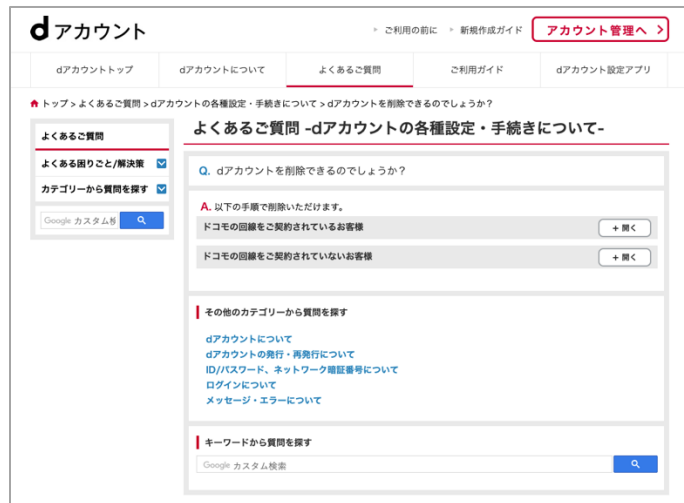 dアカウント
ご利用の前に
新規作成ガイド
アカウント管理へ
dアカウントトップ
dアカウントについて
よくあるご質問
ご利用ガイド
dアカウント設定アプリ
トップ > よくあるご質問 > dアカウントの各種設定・手続きについて > dアカウントを削除できるのでしょうか？
よくあるご質問
よくある困りごと/解決策
カテゴリーから質問を探す
Google カスタム検
よくあるご質問 -dアカウントの各種設定・手続きについて-
Q. dアカウントを削除できるのでしょうか？
A. 以下の手順で削除いただけます。
ドコモの回線をご契約されているお客様
+ 開く
ドコモの回線をご契約されていないお客様
+ 開く
その他のカテゴリーから質問を探す
dアカウントについて
dアカウントの発行・再発行について
ID/パスワード、ネットワーク暗証番号について
ログインについて
メッセージ・エラーについて
キーワードから質問を探す
Google カスタム検索